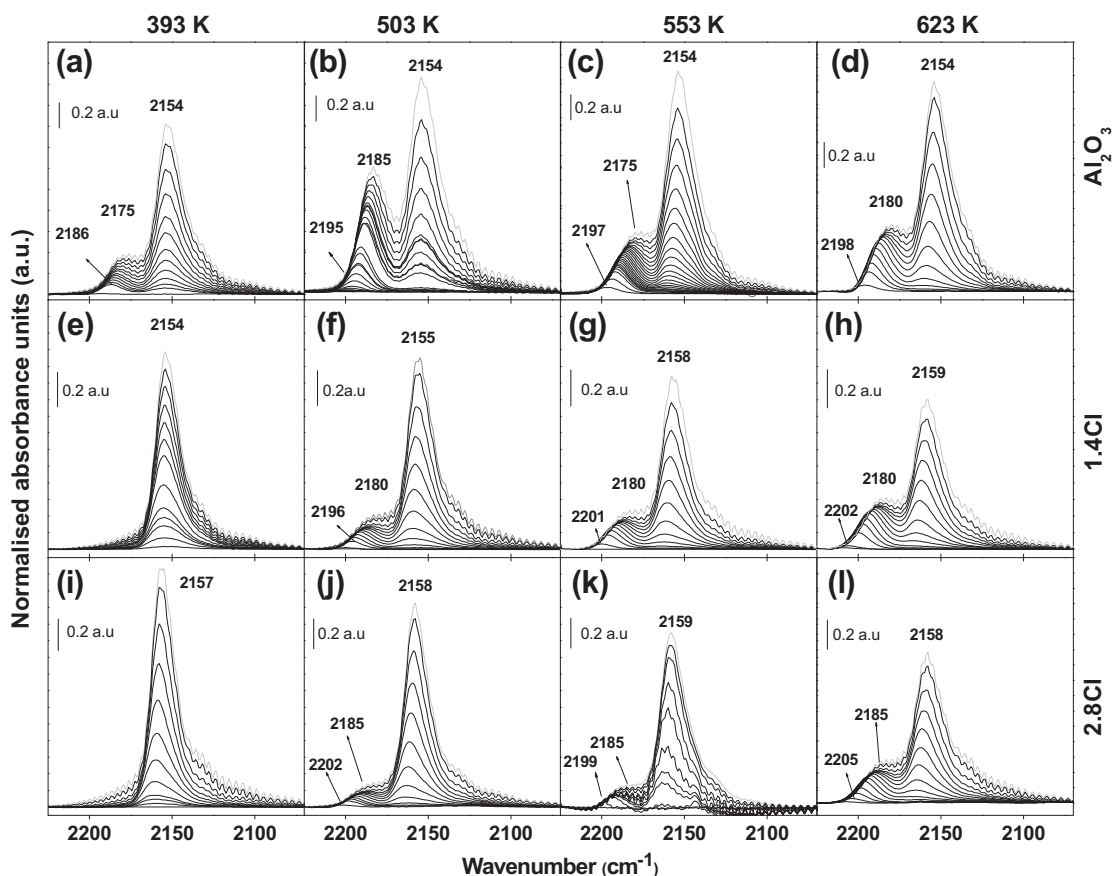 393 K 503 K 553 K 623 K
(a) (b) (c) (d)
2154 2154 2154 2154
0.2 a.u 0.2 a.u 0.2 a.u 0.2 a.u
2186 2175 2195 2185 2197 2175 2198 2180
Al2O3
(e) (f) (g) (h)
2154 2155 2158 2159
0.2 a.u 0.2a.u 0.2 a.u 0.2 a.u
2196 2180 2201 2180 2202 2180
1.4Cl
(i) (j) (k) (l)
2157 2158 2159 2158
0.2 a.u 0.2 a.u 0.2 a.u 0.2 a.u
2202 2185 2199 2185 2205 2185
2.8Cl
2200 2150 2100 2200 2150 2100 2200 2150 2100 2200 2150 2100
Normalised absorbance units (a.u.)
Wavenumber (cm-1)